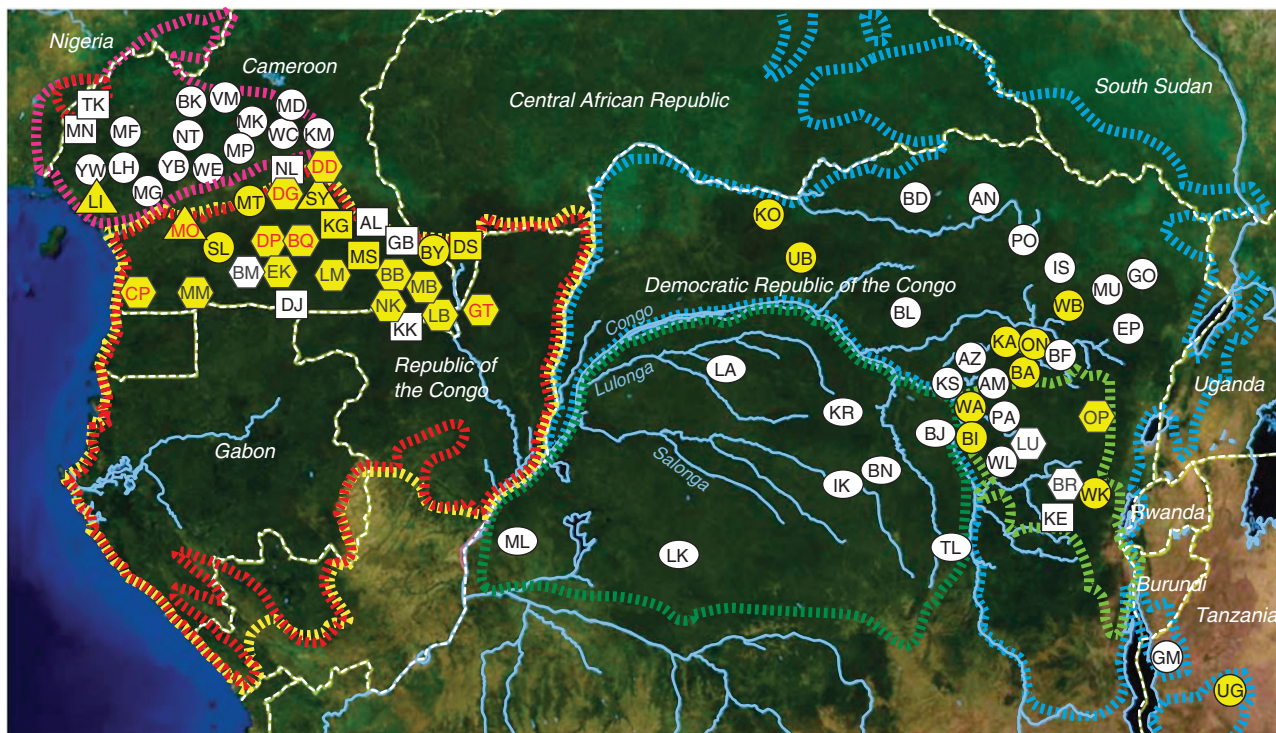 Nigeria
Cameroon
Central African Republic
South Sudan
TK
BK
VM
MD
MN
MF
NT
MK
WC
KM
MP
YW
LH
YB
WE
NL
DD
LI
MG
MT
DG
SY
MO
SL
KG
AL
GB
BY
DS
DP
BQ
MS
BM
EK
LM
BB
MB
CP
MM
DJ
NK
KK
LB
GT
Republic of
the Congo
Gabon
KO
UB
BD
AN
PO
IS
GO
MU
WB
EP
Democratic Republic of the Congo
BL
Congo
Lulonga
Salonga
KA
ON
BF
AZ
BA
KS
AM
WA
PA
OP
BJ
BI
LU
WL
BR
WK
KE
LA
KR
BN
IK
ML
LK
TL
Uganda
Rwanda
Burundi
Tanzania
GM
UG